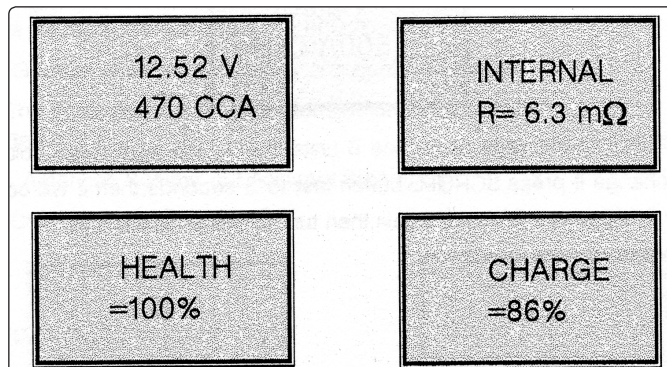 12.52 V
470 CCA
INTERNAL
R= 6.3 mΩ
HEALTH
=100%
CHARGE
=86%